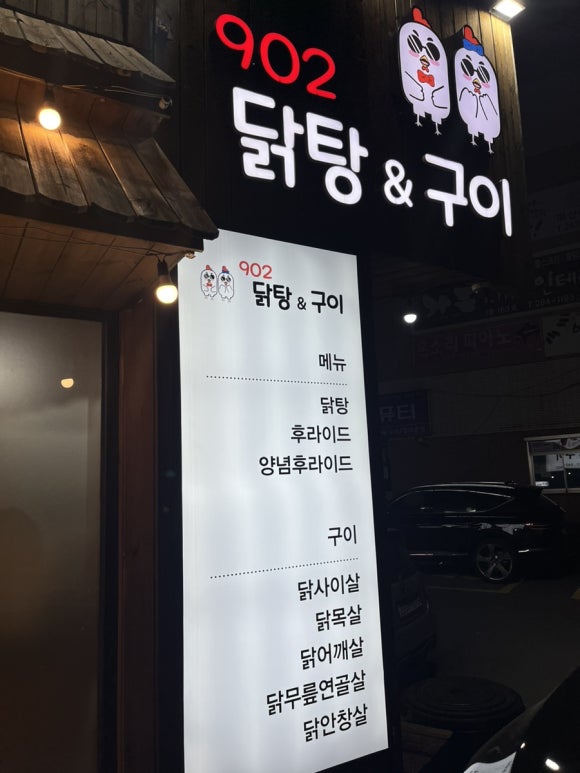 902
닭탕 & 구이
902
닭탕 & 구이
메뉴
닭탕
후라이드
양념후라이드
구이
닭사이살
닭목살
닭어깨살
닭무릎연골살
닭안창살
퓨터